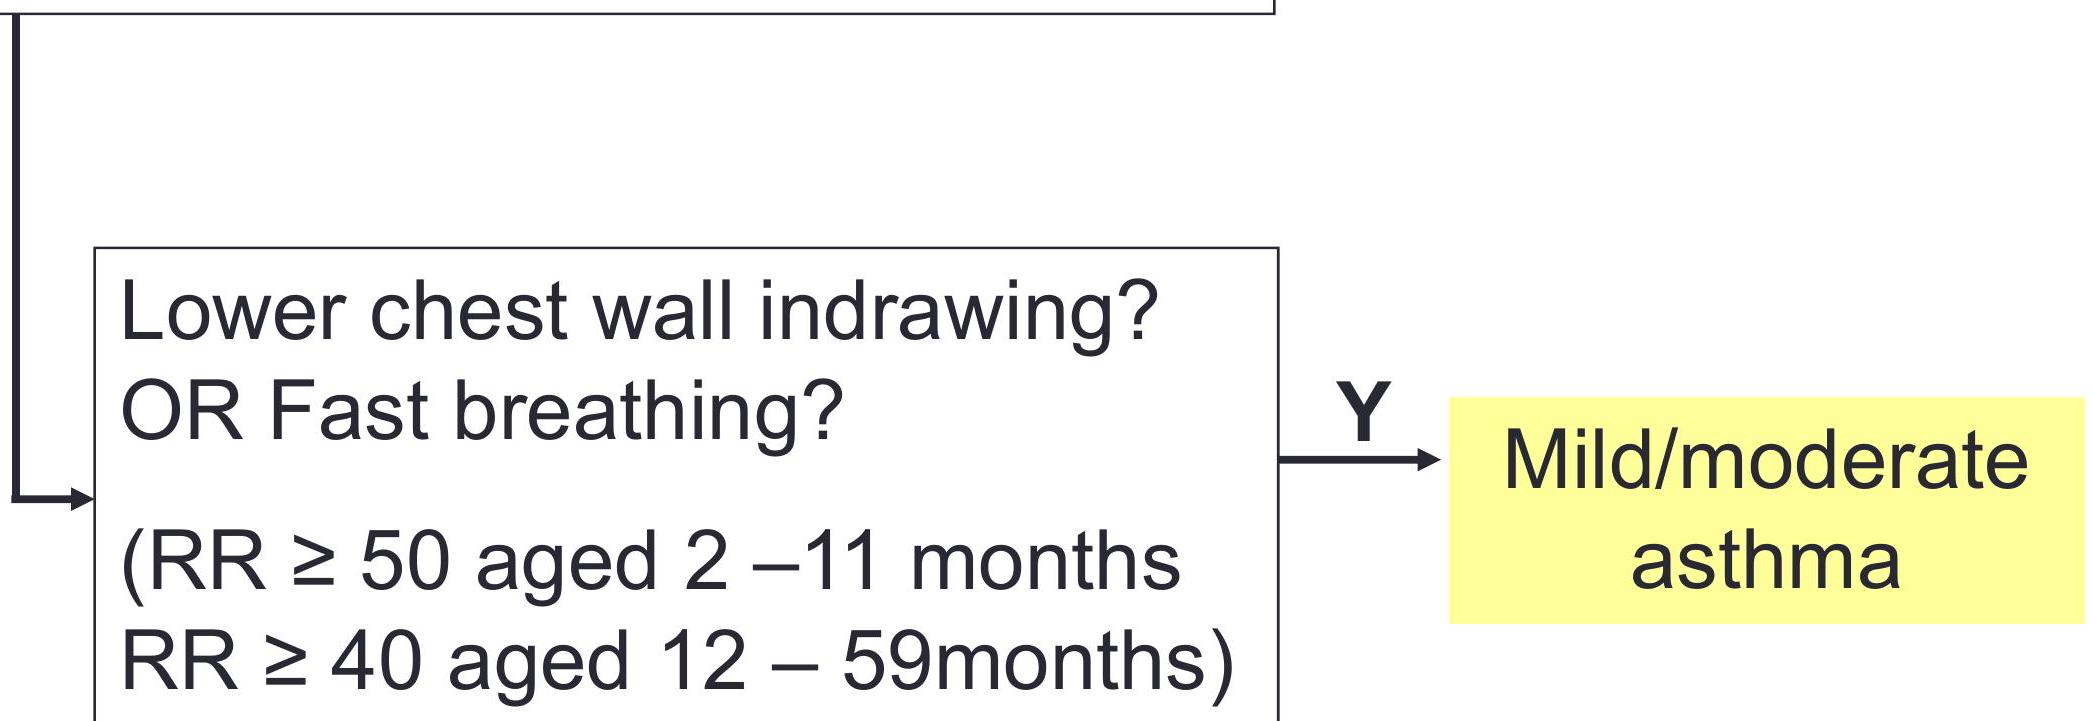 Lower chest wall indrawing?
OR Fast breathing?
(RR ≥ 50 aged 2 –11 months
RR ≥ 40 aged 12 – 59months)
Y
Mild/moderate
asthma